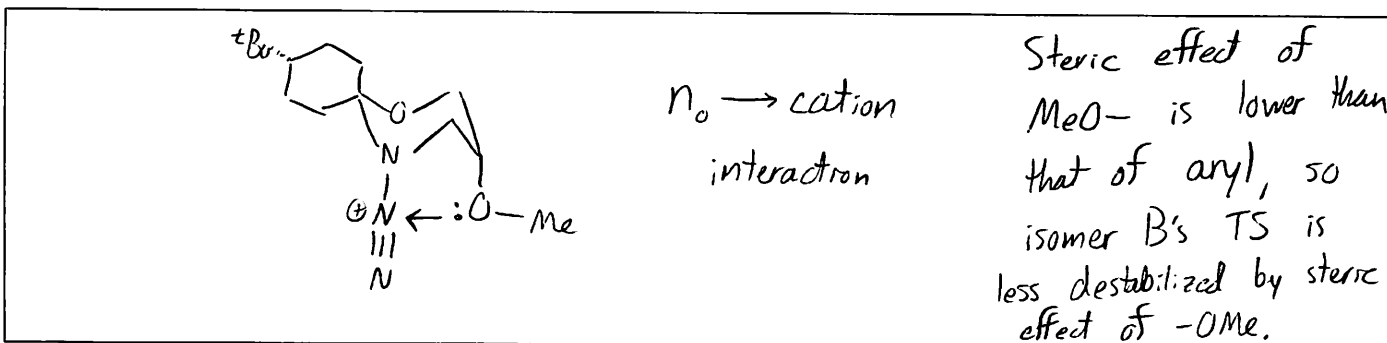 tBu
O
N
⊕N ← :O—Me
N
n₀ → cation
interaction
Steric effect of
MeO– is lower than
that of aryl, so
isomer B's TS is
less destabilized by steric
effect of -OMe.